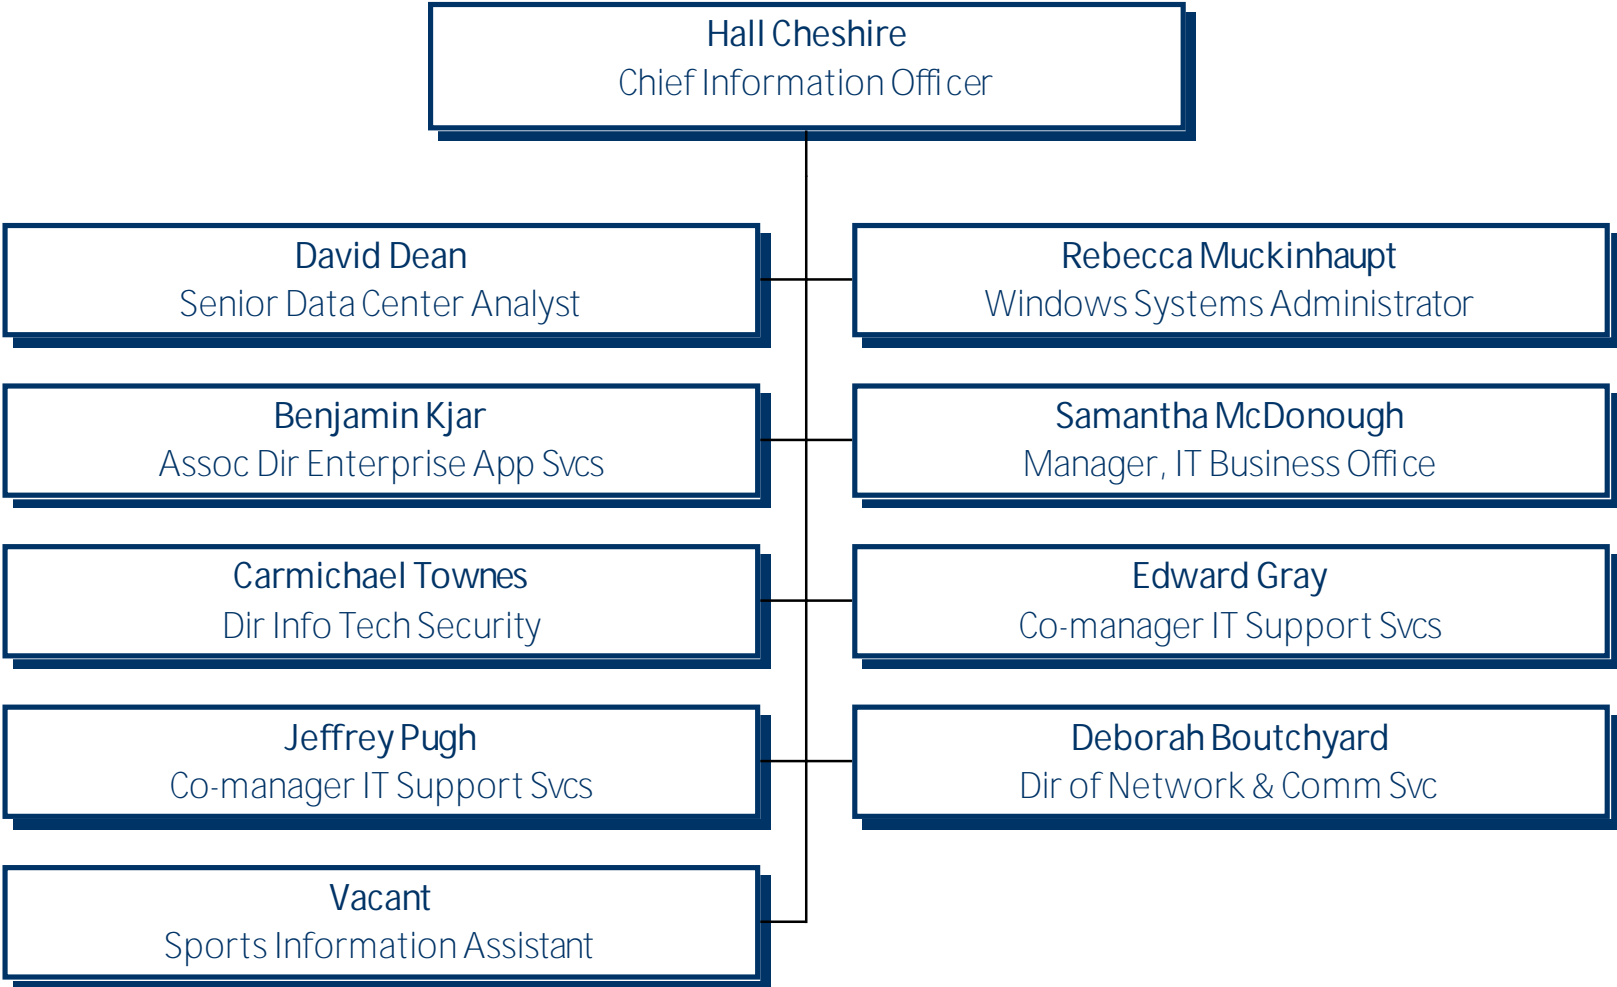 Hall Cheshire
Chief Information Officer
David Dean
Senior Data Center Analyst
Rebecca Muckinhaupt
Windows Systems Administrator
Benjamin Kjar
Assoc Dir Enterprise App Svcs
Samantha McDonough
Manager, IT Business Office
Carmichael Townes
Dir Info Tech Security
Edward Gray
Co-manager IT Support Svcs
Jeffrey Pugh
Co-manager IT Support Svcs
Deborah Boutchyard
Dir of Network & Comm Svc
Vacant
Sports Information Assistant